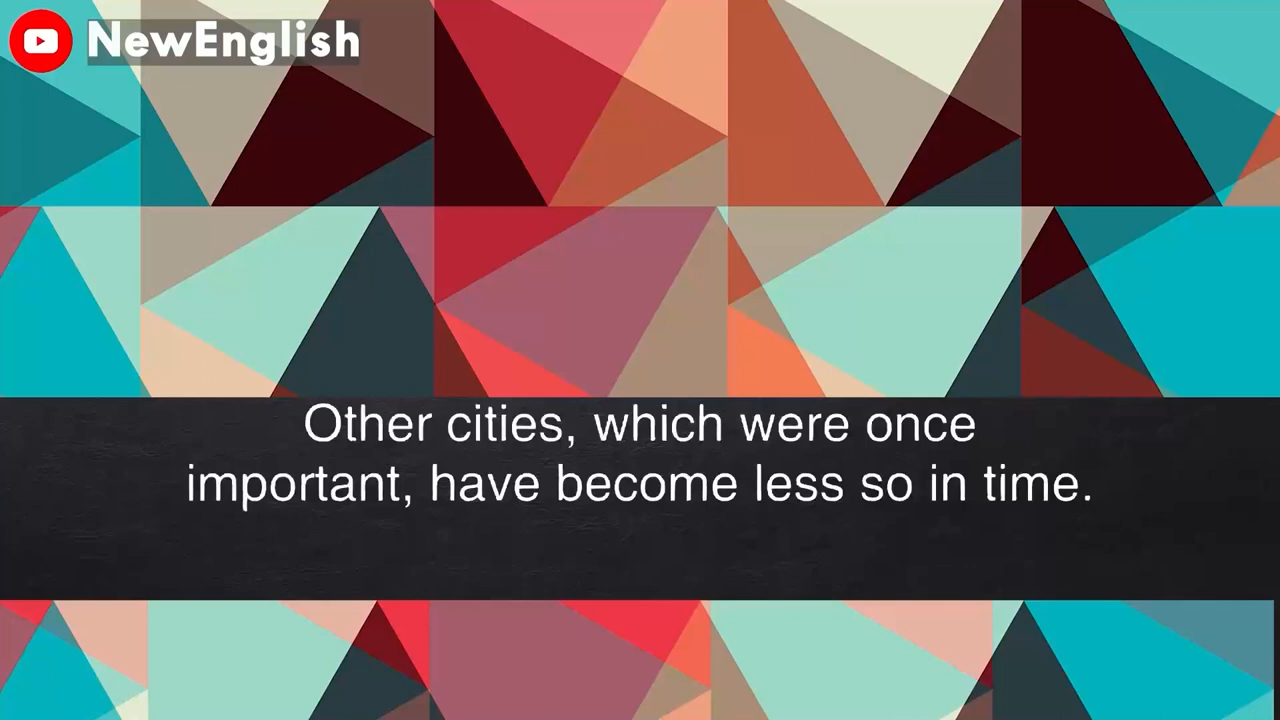 NewEnglish
Other cities, which were once
important, have become less so in time.